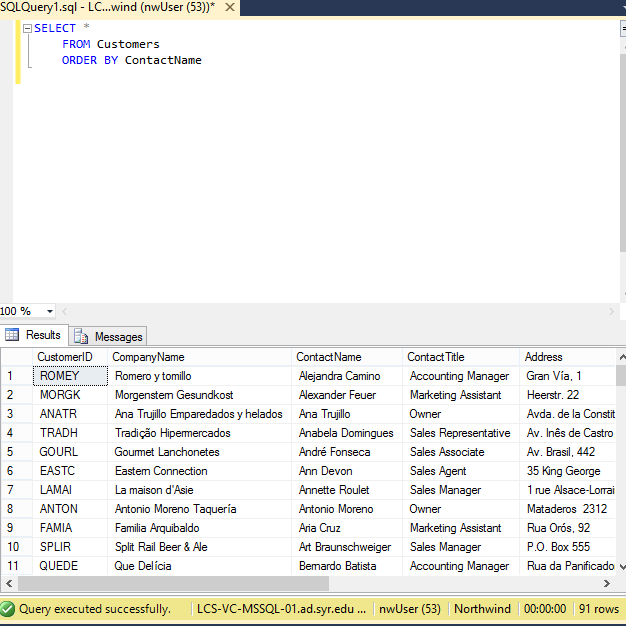 SQLQuery1.sql - LC...wind (nwUser (53))* ✕
SELECT *
FROM Customers
ORDER BY ContactName
100 %
Results Messages
CustomerID CompanyName ContactName ContactTitle Address
1 ROMEY Romero y tomillo Alejandra Camino Accounting Manager Gran Vía, 1
2 MORGK Morgenstern Gesundkost Alexander Feuer Marketing Assistant Heerstr. 22
3 ANATR Ana Trujillo Emparedados y helados Ana Trujillo Owner Avda. de la Constit
4 TRADH Tradição Hipermercados Anabela Domingues Sales Representative Av. Inês de Castro
5 GOURL Gourmet Lanchonetes André Fonseca Sales Associate Av. Brasil, 442
6 EASTC Eastern Connection Ann Devon Sales Agent 35 King George
7 LAMAI La maison d'Asie Annette Roulet Sales Manager 1 rue Alsace-Lorrai
8 ANTON Antonio Moreno Taquería Antonio Moreno Owner Mataderos 2312
9 FAMIA Familia Arquibaldo Aria Cruz Marketing Assistant Rua Orós, 92
10 SPLIR Split Rail Beer & Ale Art Braunschweiger Sales Manager P.O. Box 555
11 QUEDE Que Delícia Bernardo Batista Accounting Manager Rua da Panificador
Query executed successfully. LCS-VC-MSSQL-01.ad.syr.edu ... nwUser (53) Northwind 00:00:00 91 rows